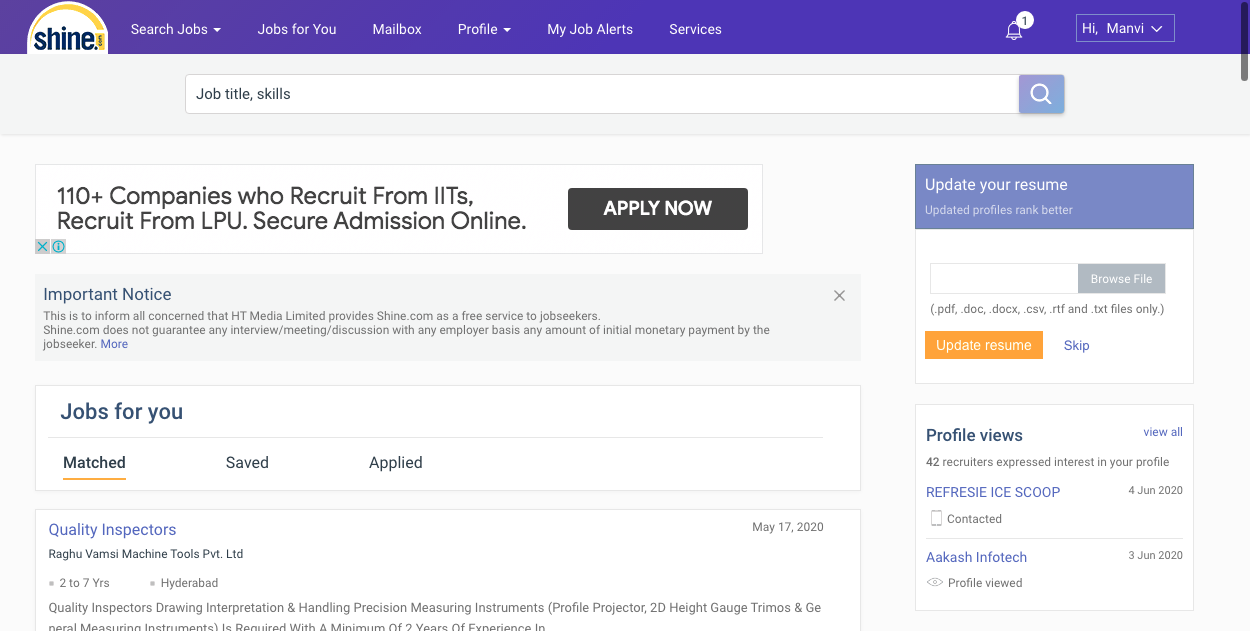 shine.com
Search Jobs
Jobs for You
Mailbox
Profile
My Job Alerts
Services
1
Hi, Manvi
Job title, skills
110+ Companies who Recruit From IITs,
Recruit From LPU. Secure Admission Online.
APPLY NOW
Important Notice
This is to inform all concerned that HT Media Limited provides Shine.com as a free service to jobseekers.
Shine.com does not guarantee any interview/meeting/discussion with any employer basis any amount of initial monetary payment by the
jobseeker. More
Jobs for you
Matched
Saved
Applied
Quality Inspectors
May 17, 2020
Raghu Vamsi Machine Tools Pvt. Ltd
2 to 7 Yrs
Hyderabad
Quality Inspectors Drawing Interpretation & Handling Precision Measuring Instruments (Profile Projector, 2D Height Gauge Trimos & Ge
neral Measuring Instruments) Is Required With A Minimum Of 2 Years Of Experience In
Update your resume
Updated profiles rank better
Browse File
(.pdf, .doc, .docx, .csv, .rtf and .txt files only.)
Update resume
Skip
Profile views
view all
42 recruiters expressed interest in your profile
REFRESIE ICE SCOOP
4 Jun 2020
Contacted
Aakash Infotech
3 Jun 2020
Profile viewed